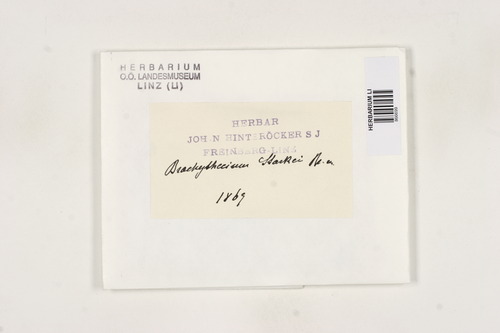 HERBARIUM
O.Ö. LANDESMUSEUM
LINZ (LI)
HERBARIUM LI
HERBAR
JOH.N HINTERÖCKER S J
FREINBERG-LINZ
Brachythecium Starkei
1869